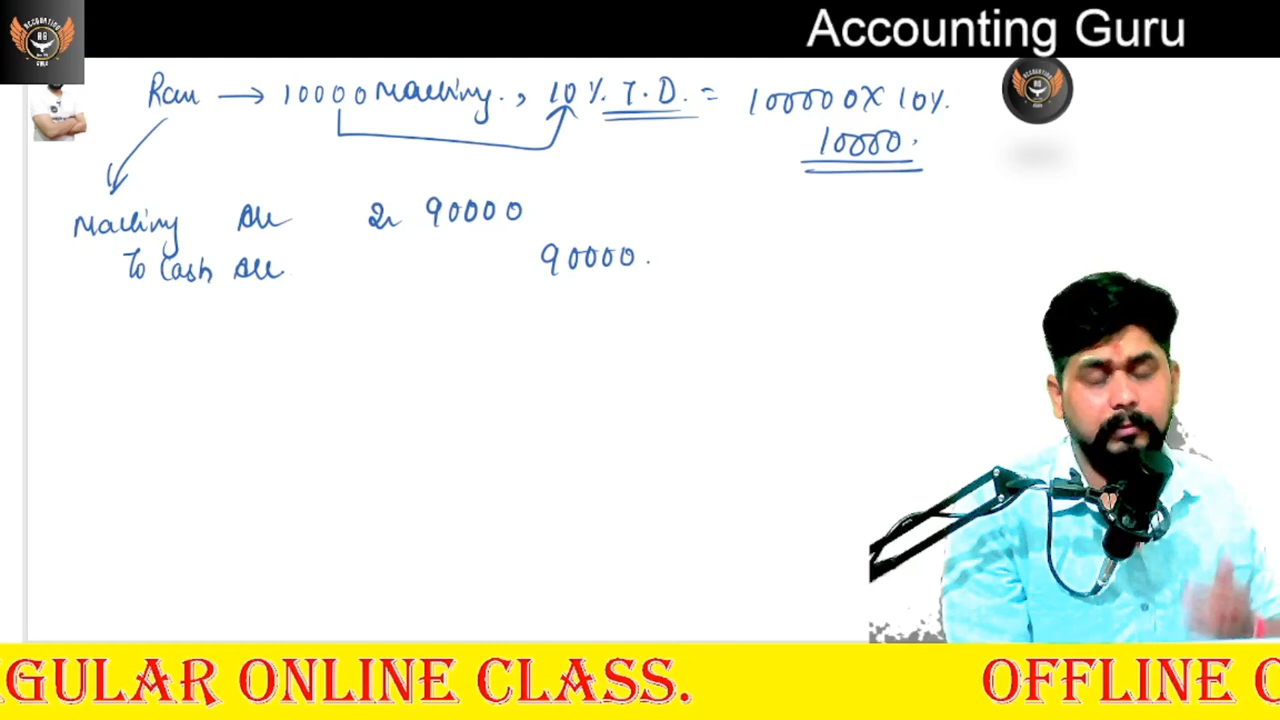 Accounting Guru
Ram → 10000 Machinery., 10%. T.D. = 100000 X 10%.
10000.
Machinery A/c Dr 90000
To Cash A/c 90000.
GULAR ONLINE CLASS. OFFLINE C